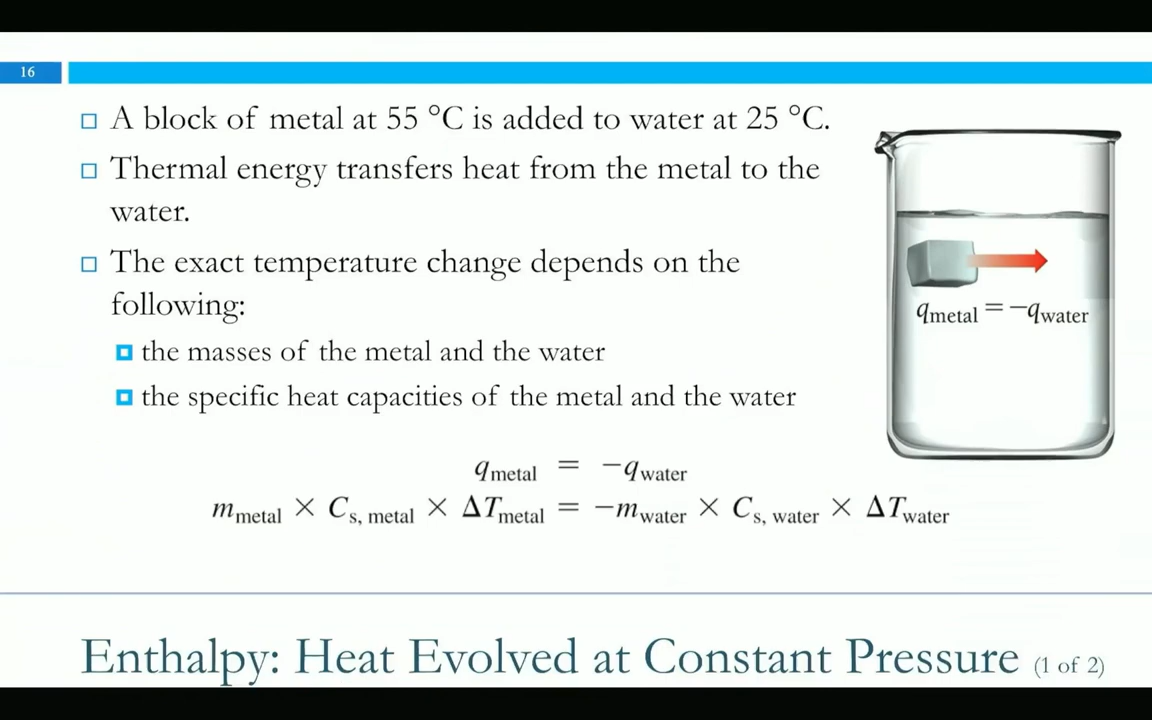 16
A block of metal at 55 °C is added to water at 25 °C.
Thermal energy transfers heat from the metal to the
water.
The exact temperature change depends on the
following:
the masses of the metal and the water
the specific heat capacities of the metal and the water
qmetal = −qwater
qmetal = −qwater
mmetal × Cs, metal × ΔTmetal = −mwater × Cs, water × ΔTwater
Enthalpy: Heat Evolved at Constant Pressure (1 of 2)